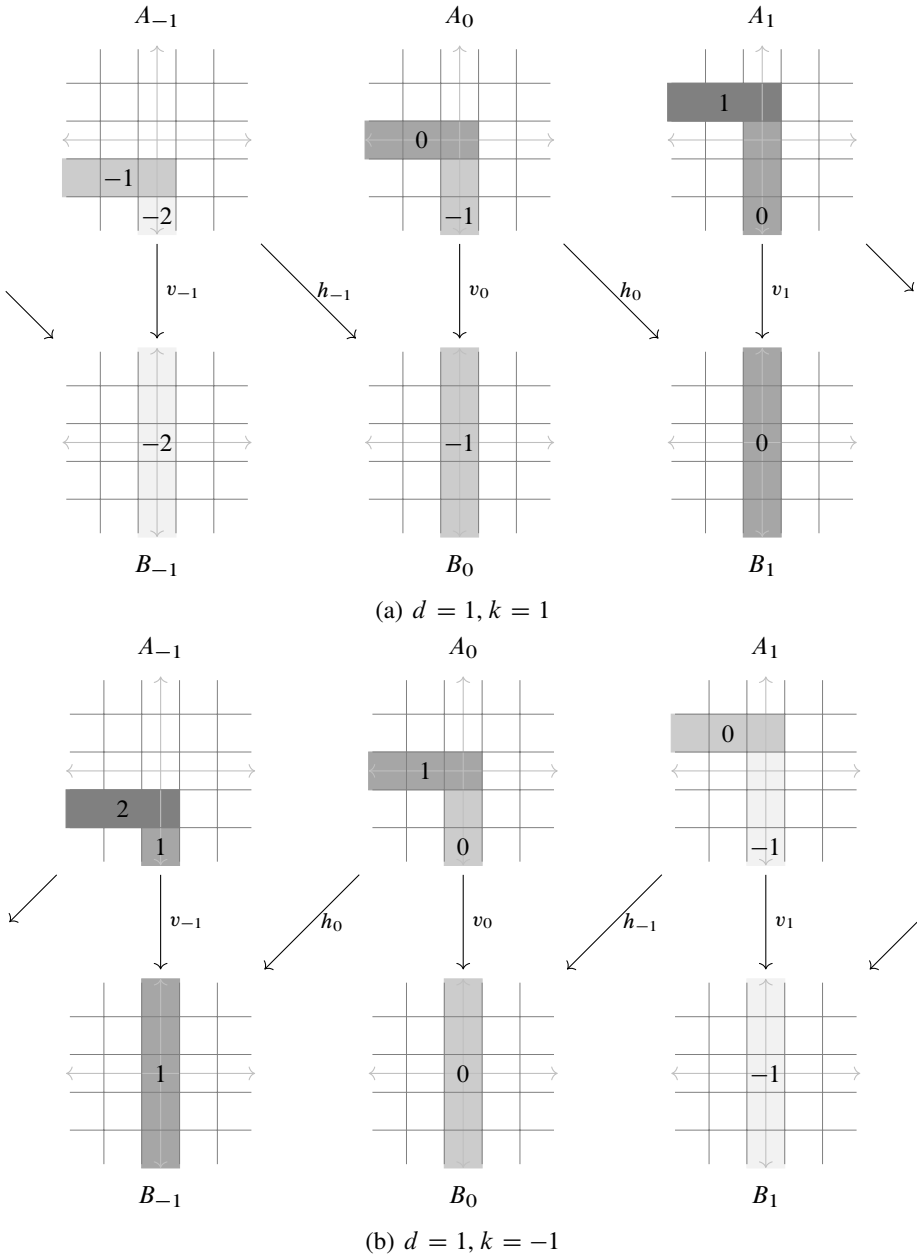 A₋₁ A₀ A₁
1
0
−1
−2 −1 0
v₋₁ h₋₁ v₀ h₀ v₁
−2 −1 0
B₋₁ B₀ B₁
(a) d = 1, k = 1
A₋₁ A₀ A₁
0
1
2
1 0 −1
v₋₁ h₀ v₀ h₋₁ v₁
1 0 −1
B₋₁ B₀ B₁
(b) d = 1, k = −1